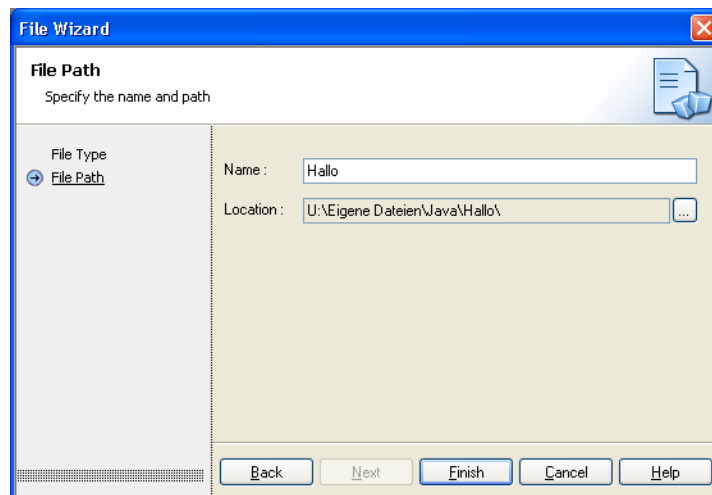 File Wizard
File Path
Specify the name and path
File Type
File Path
Name :
Hallo
Location :
U:\Eigene Dateien\Java\Hallo\
...
Back
Next
Finish
Cancel
Help